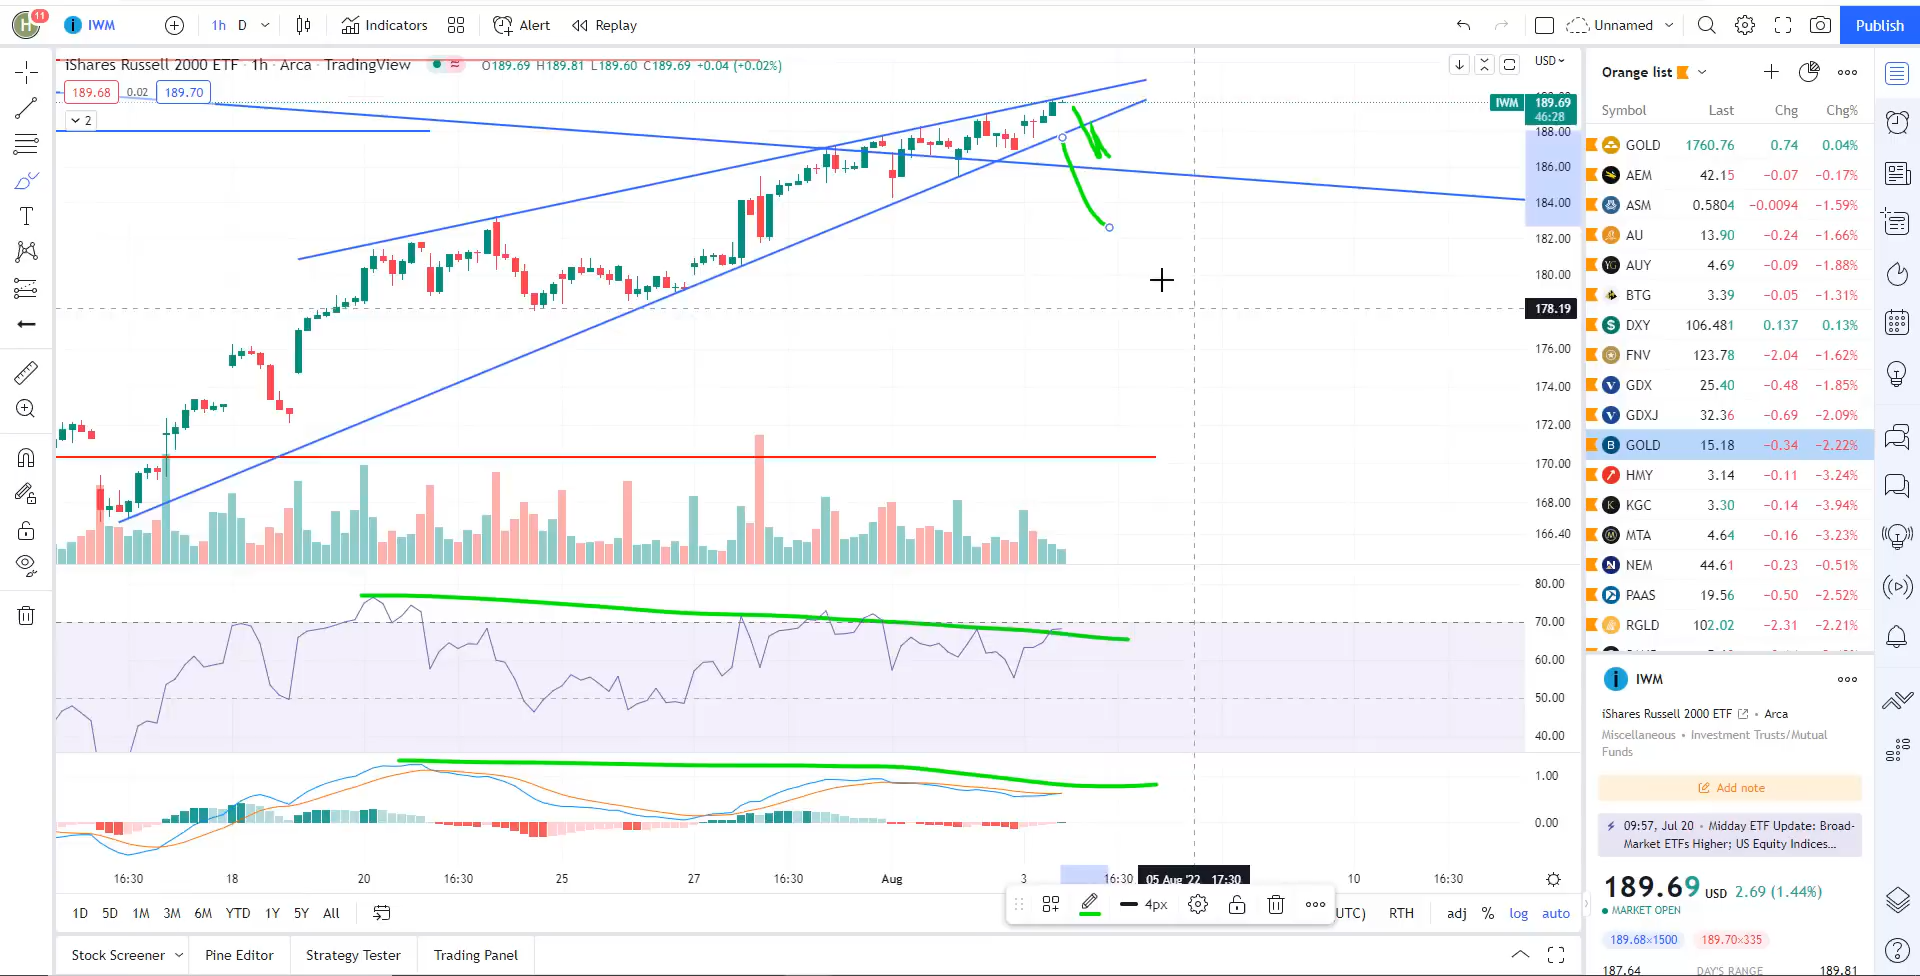 H 11 IWM 1h D Indicators Alert Replay Unnamed Publish
iShares Russell 2000 ETF · 1h · Arca · TradingView O189.69 H189.81 L189.60 C189.69 +0.04 (+0.02%)
189.68 0.02 189.70
2
USD
IWM 189.69
46:28
188.00
186.00
184.00
182.00
180.00
178.19
176.00
174.00
172.00
170.00
168.00
166.40
80.00
70.00
60.00
50.00
40.00
1.00
0.00
16:30 18 20 16:30 25 27 16:30 Aug 3 16:30 05 Aug '22 17:30 10 16:30
4px
1D 5D 1M 3M 6M YTD 1Y 5Y All UTC) RTH adj % log auto
Stock Screener Pine Editor Strategy Tester Trading Panel
Orange list
Symbol Last Chg Chg%
GOLD 1760.76 0.74 0.04%
AEM 42.15 −0.07 −0.17%
ASM 0.5804 −0.0094 −1.59%
AU 13.90 −0.24 −1.66%
AUY 4.69 −0.09 −1.88%
BTG 3.39 −0.05 −1.31%
DXY 106.481 0.137 0.13%
FNV 123.78 −2.04 −1.62%
GDX 25.40 −0.48 −1.85%
GDXJ 32.36 −0.69 −2.09%
GOLD 15.18 −0.34 −2.22%
HMY 3.14 −0.11 −3.24%
KGC 3.30 −0.14 −3.94%
MTA 4.64 −0.16 −3.23%
NEM 44.61 −0.23 −0.51%
PAAS 19.56 −0.50 −2.52%
RGLD 102.02 −2.31 −2.21%
IWM
iShares Russell 2000 ETF • Arca
Miscellaneous • Investment Trusts/Mutual
Funds
Add note
09:57, Jul 20 • Midday ETF Update: Broad-
Market ETFs Higher; US Equity Indices...
189.69 USD 2.69 (1.44%)
MARKET OPEN
189.68×1500 189.70×335
187.64 DAY'S RANGE 189.81